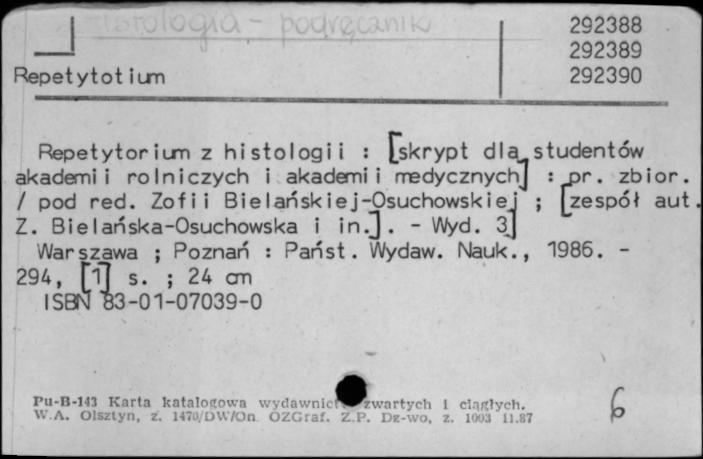 histologia - podręcznik
292388
292389
Repetytotium 292390
Repetytorium z histologii : [skrypt dla studentów
akademii rolniczych i akademii medycznych] : pr. zbior.
/ pod red. Zofii Bielańskiej-Osuchowskiej ; [zespół aut.
Z. Bielańska-Osuchowska i in.]. - Wyd. 3]
Warszawa ; Poznań : Państ. Wydaw. Nauk., 1986. -
294, [1] s. ; 24 cm
ISBN 83-01-07039-0
Pu-B-143 Karta katalogowa wydawnict zwartych i ciągłych.
W.A. Olsztyn, z. 1470/DW/On. OZGraf. Z.P. Dz-wo, z. 1003 11.87
6